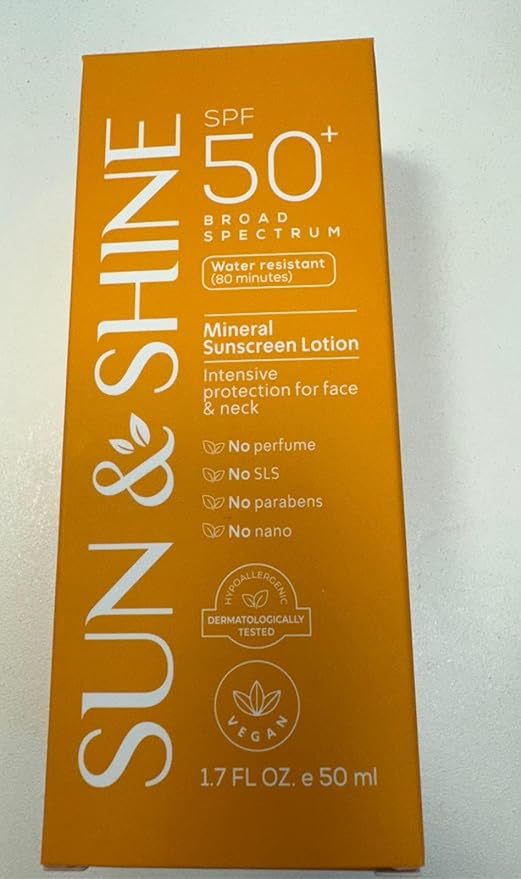 SUN & SHINE
SPF
50+
BROAD
SPECTRUM
Water resistant
(80 minutes)
Mineral
Sunscreen Lotion
Intensive
protection for face
& neck
No perfume
No SLS
No parabens
No nano
HYPOALLERGENIC
DERMATOLOGICALLY
TESTED
VEGAN
1.7 FL OZ. e 50 ml